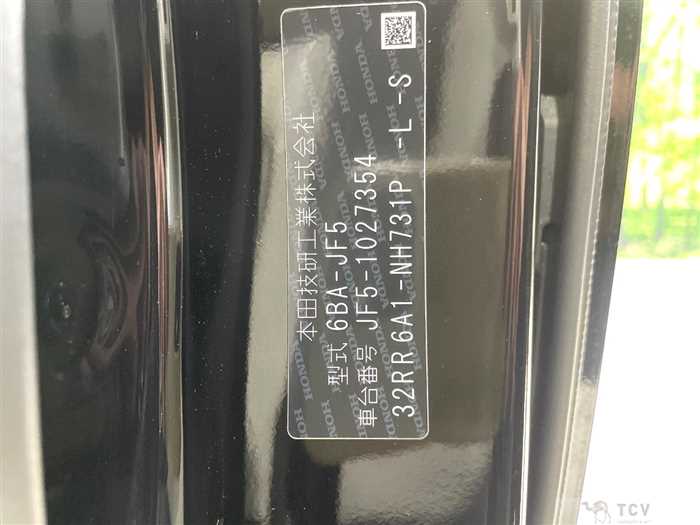 本田技研工業株式会社
型式 6BA-JF5
車台番号 JF5-1027354
32RR6A1-NH731P -L -S
TCV